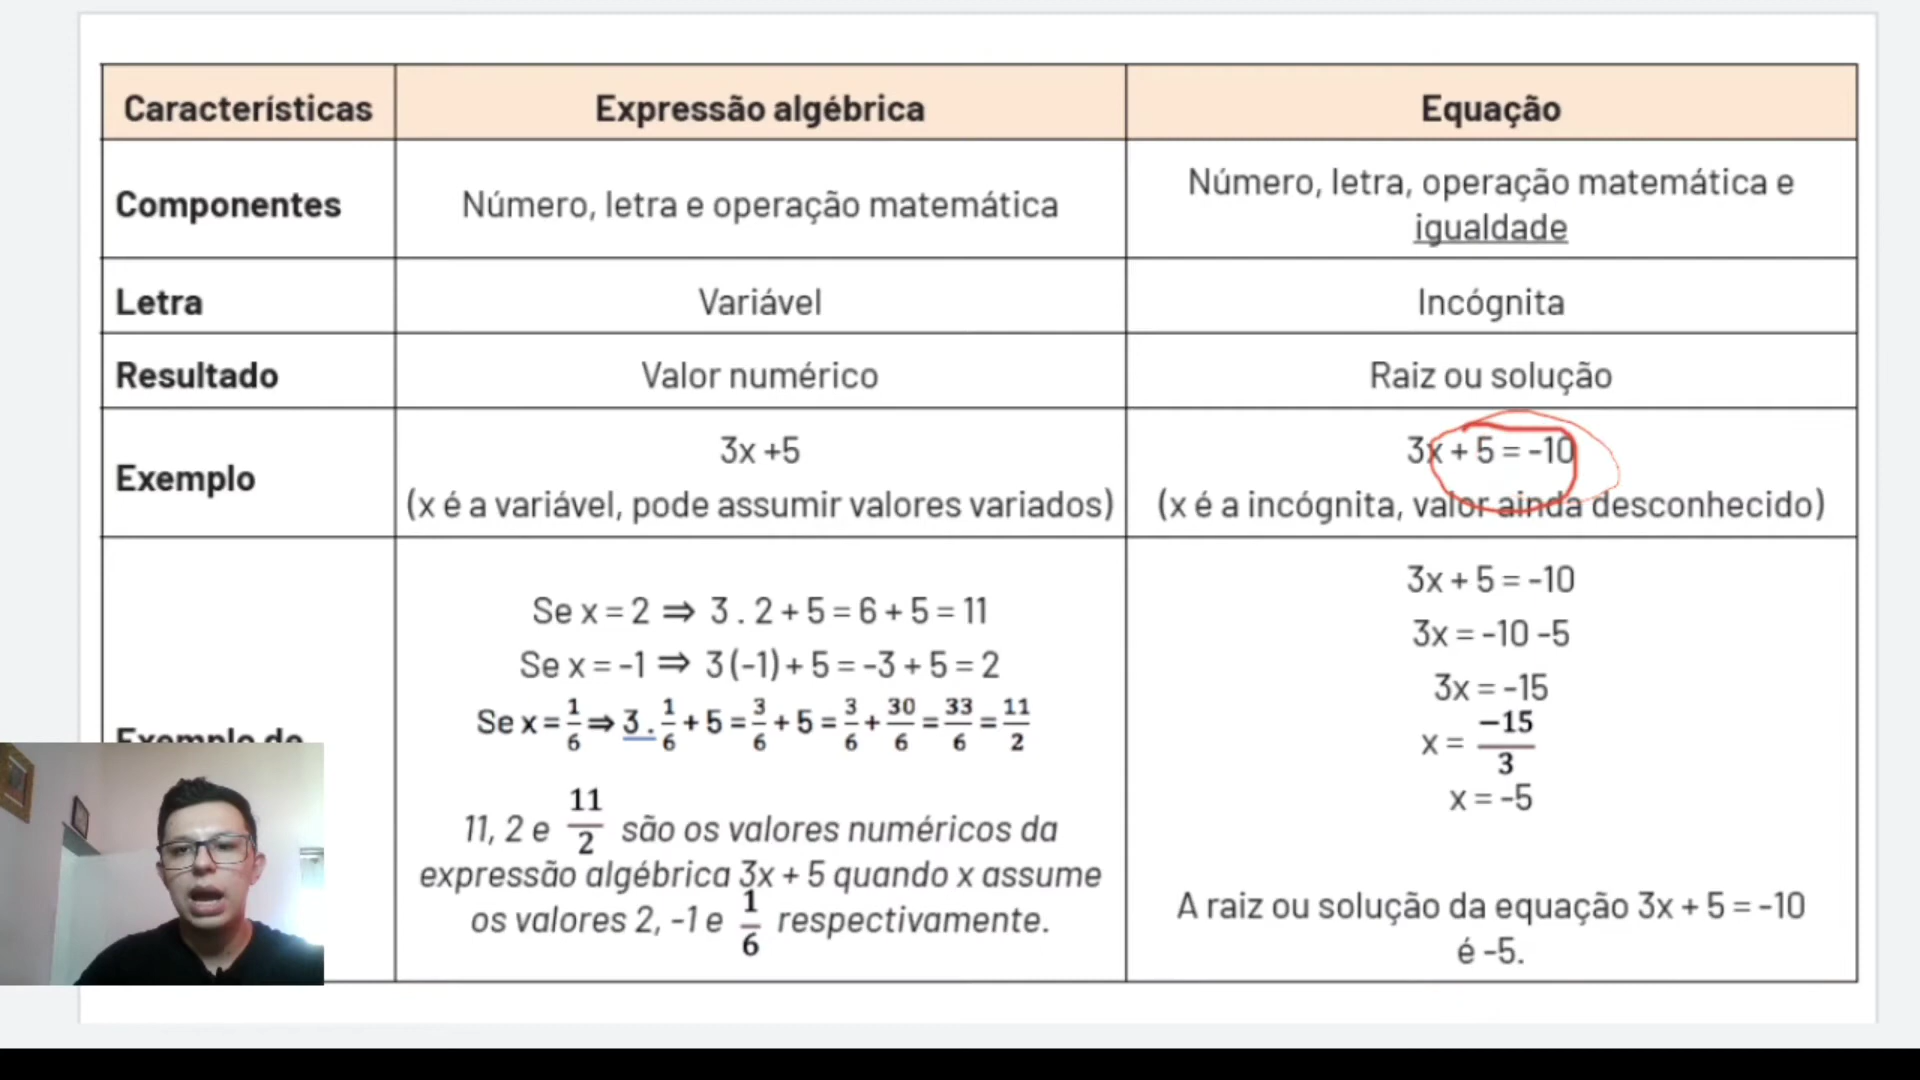 Características Expressão algébrica Equação
Componentes Número, letra e operação matemática Número, letra, operação matemática e
igualdade
Letra Variável Incógnita
Resultado Valor numérico Raiz ou solução
Exemplo
3x +5
(x é a variável, pode assumir valores variados)
3x + 5 = -10
(x é a incógnita, valor ainda desconhecido)
Exemplo de
Se x = 2 ⇒ 3 . 2 + 5 = 6 + 5 = 11
Se x = -1 ⇒ 3 (-1) + 5 = -3 + 5 = 2
Se x = 1/6 ⇒ 3 . 1/6 + 5 = 3/6 + 5 = 3/6 + 30/6 = 33/6 = 11/2
11, 2 e 11/2 são os valores numéricos da
expressão algébrica 3x + 5 quando x assume
os valores 2, -1 e 1/6 respectivamente.
3x + 5 = -10
3x = -10 -5
3x = -15
x = −15/3
x = -5
A raiz ou solução da equação 3x + 5 = -10
é -5.